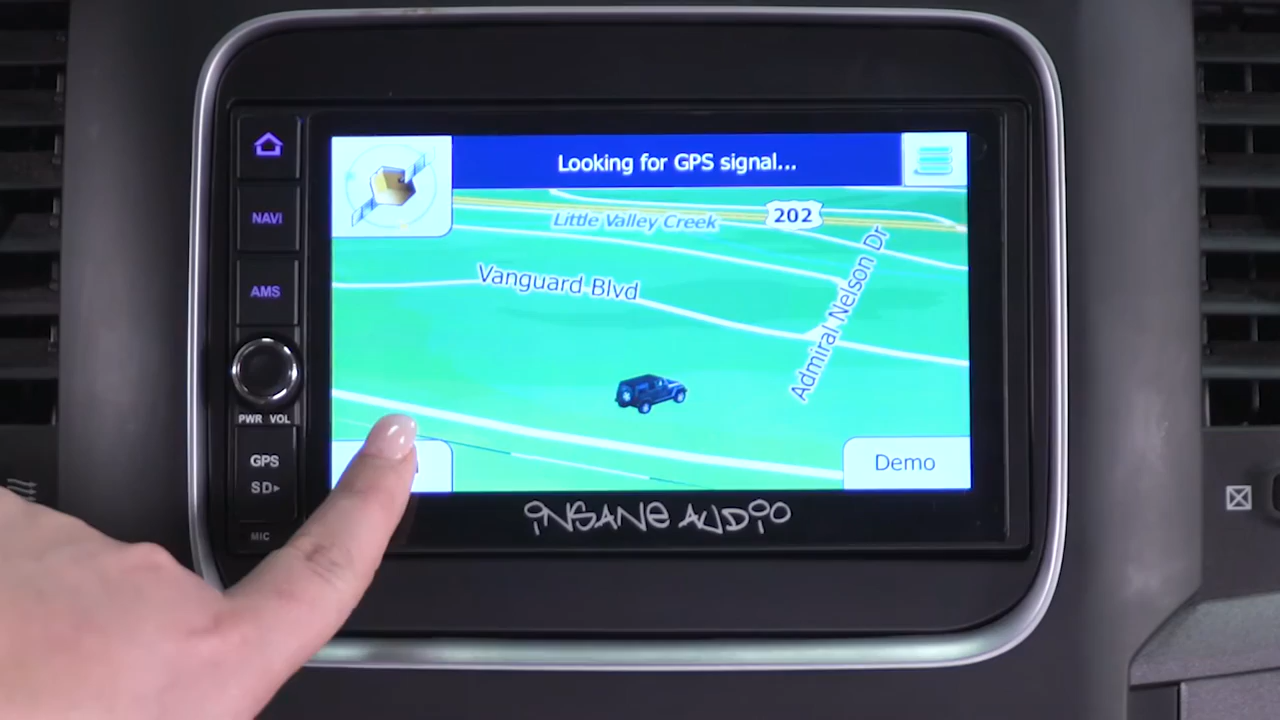 Looking for GPS signal...
Little Valley Creek
202
Vanguard Blvd
Admiral Nelson Dr
Demo
NAVI
AMS
PWR VOL
GPS
SD▸
MIC
INSANE AUDIO